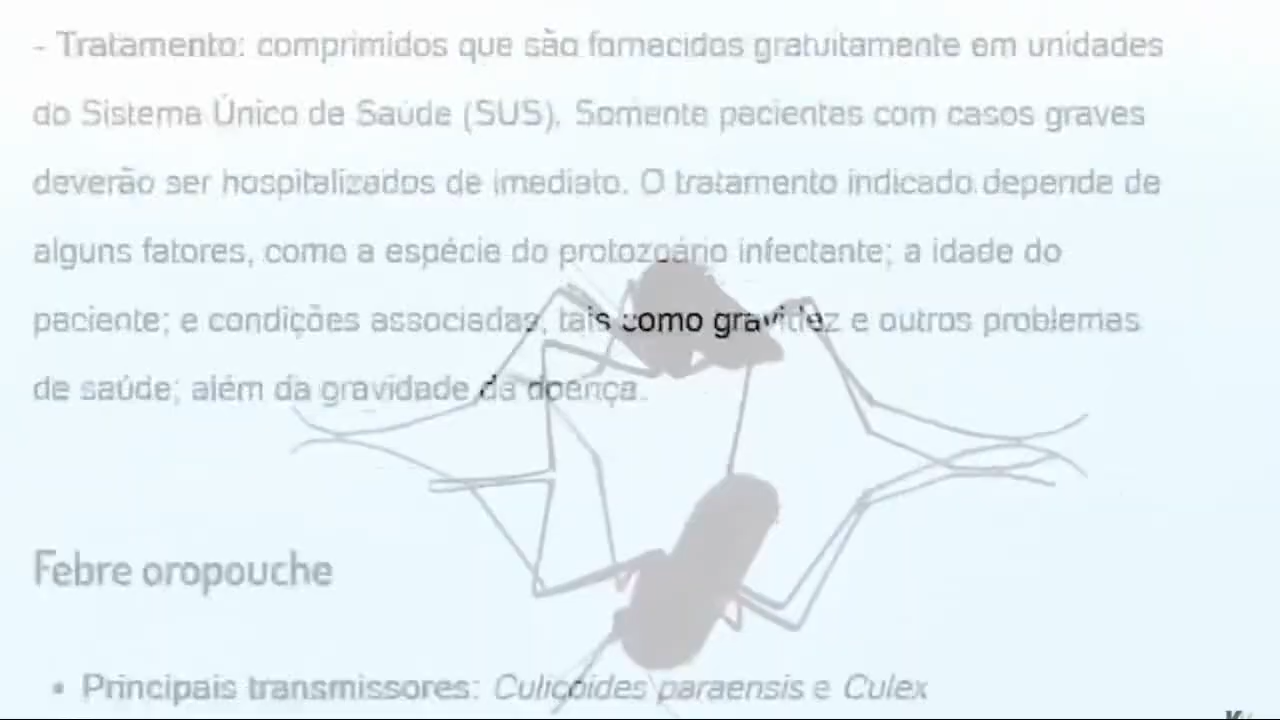 - Tratamento: comprimidos que são fornecidos gratuitamente em unidades
do Sistema Único de Saúde (SUS). Somente pacientes com casos graves
deverão ser hospitalizados de imediato. O tratamento indicado depende de
alguns fatores, como a espécie do protozoário infectante; a idade do
paciente; e condições associadas, tais como gravidez e outros problemas
de saúde; além da gravidade da doença.
Febre oropouche
• Principais transmissores: Culicoides paraensis e Culex